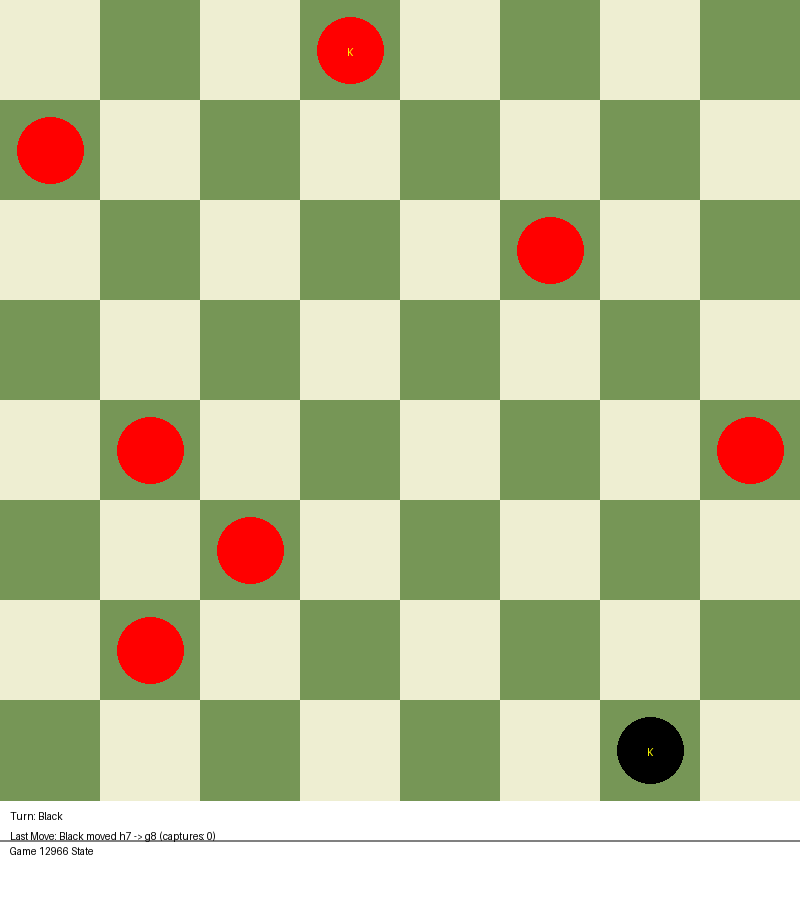 K
K
Turn: Black
Last Move: Black moved h7 -> g8 (captures: 0)
Game 12966 State